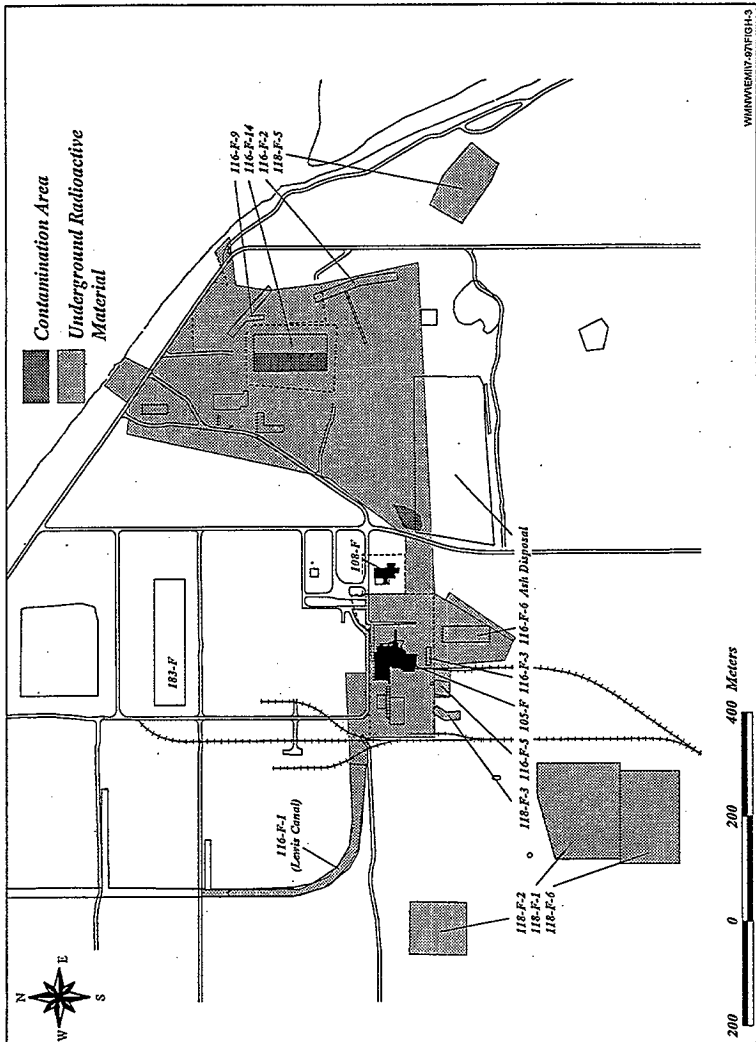 N
E
S
W
Contamination Area
Underground Radioactive
Material
116-F-9
116-F-14
116-F-2
118-F-5
183-F
108-F
116-F-1
(Lewis Canal)
118-F-3 116-F-5 105-F 116-F-3 116-F-6 Ash Disposal
118-F-2
118-F-1
118-F-6
200 0 200 400 Meters